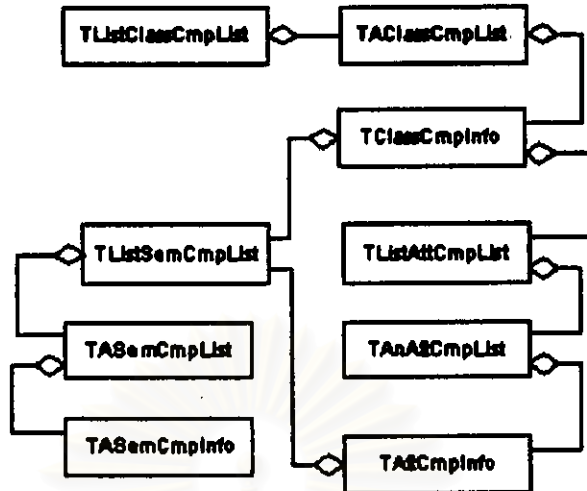 TListClassCmpList
TAClassCmpList
TClassCmpInfo
TListSemCmpList
TListAttCmpList
TASemCmpList
TAnAttCmpList
TASemCmpInfo
TAttCmpInfo